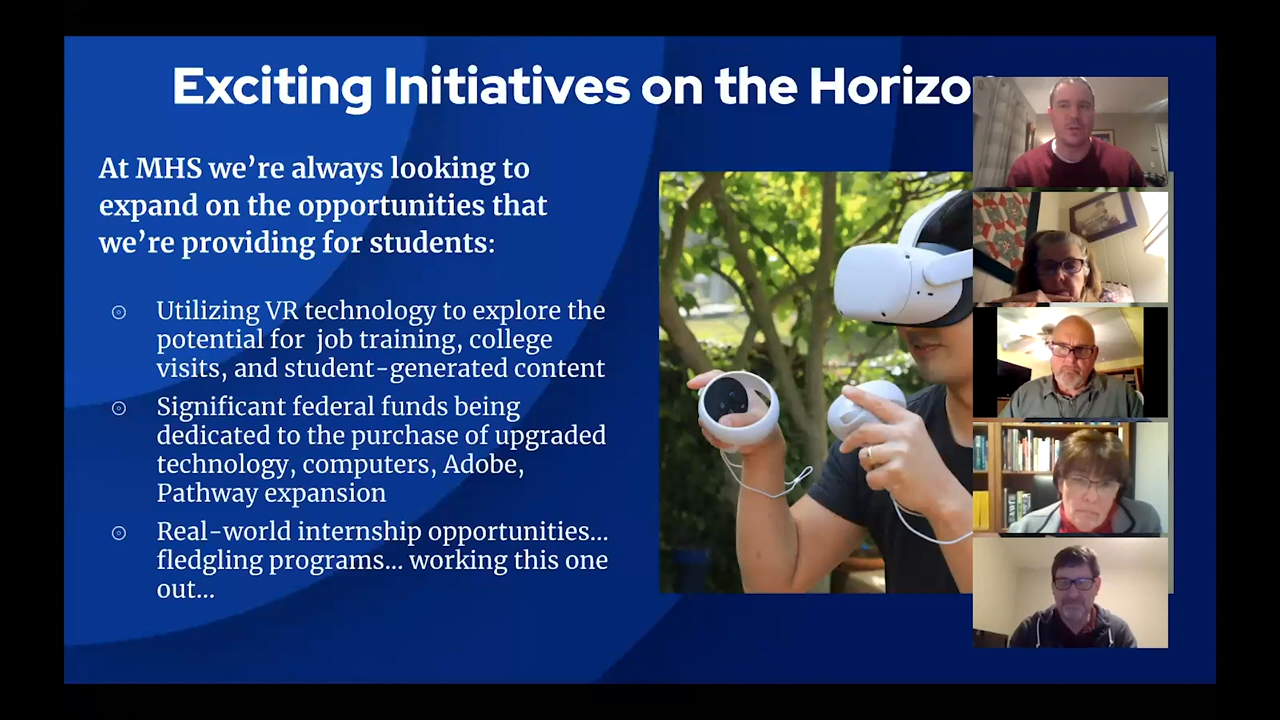 Exciting Initiatives on the Horizo
At MHS we're always looking to
expand on the opportunities that
we're providing for students:
Utilizing VR technology to explore the
potential for job training, college
visits, and student-generated content
Significant federal funds being
dedicated to the purchase of upgraded
technology, computers, Adobe,
Pathway expansion
Real-world internship opportunities...
fledgling programs... working this one
out...